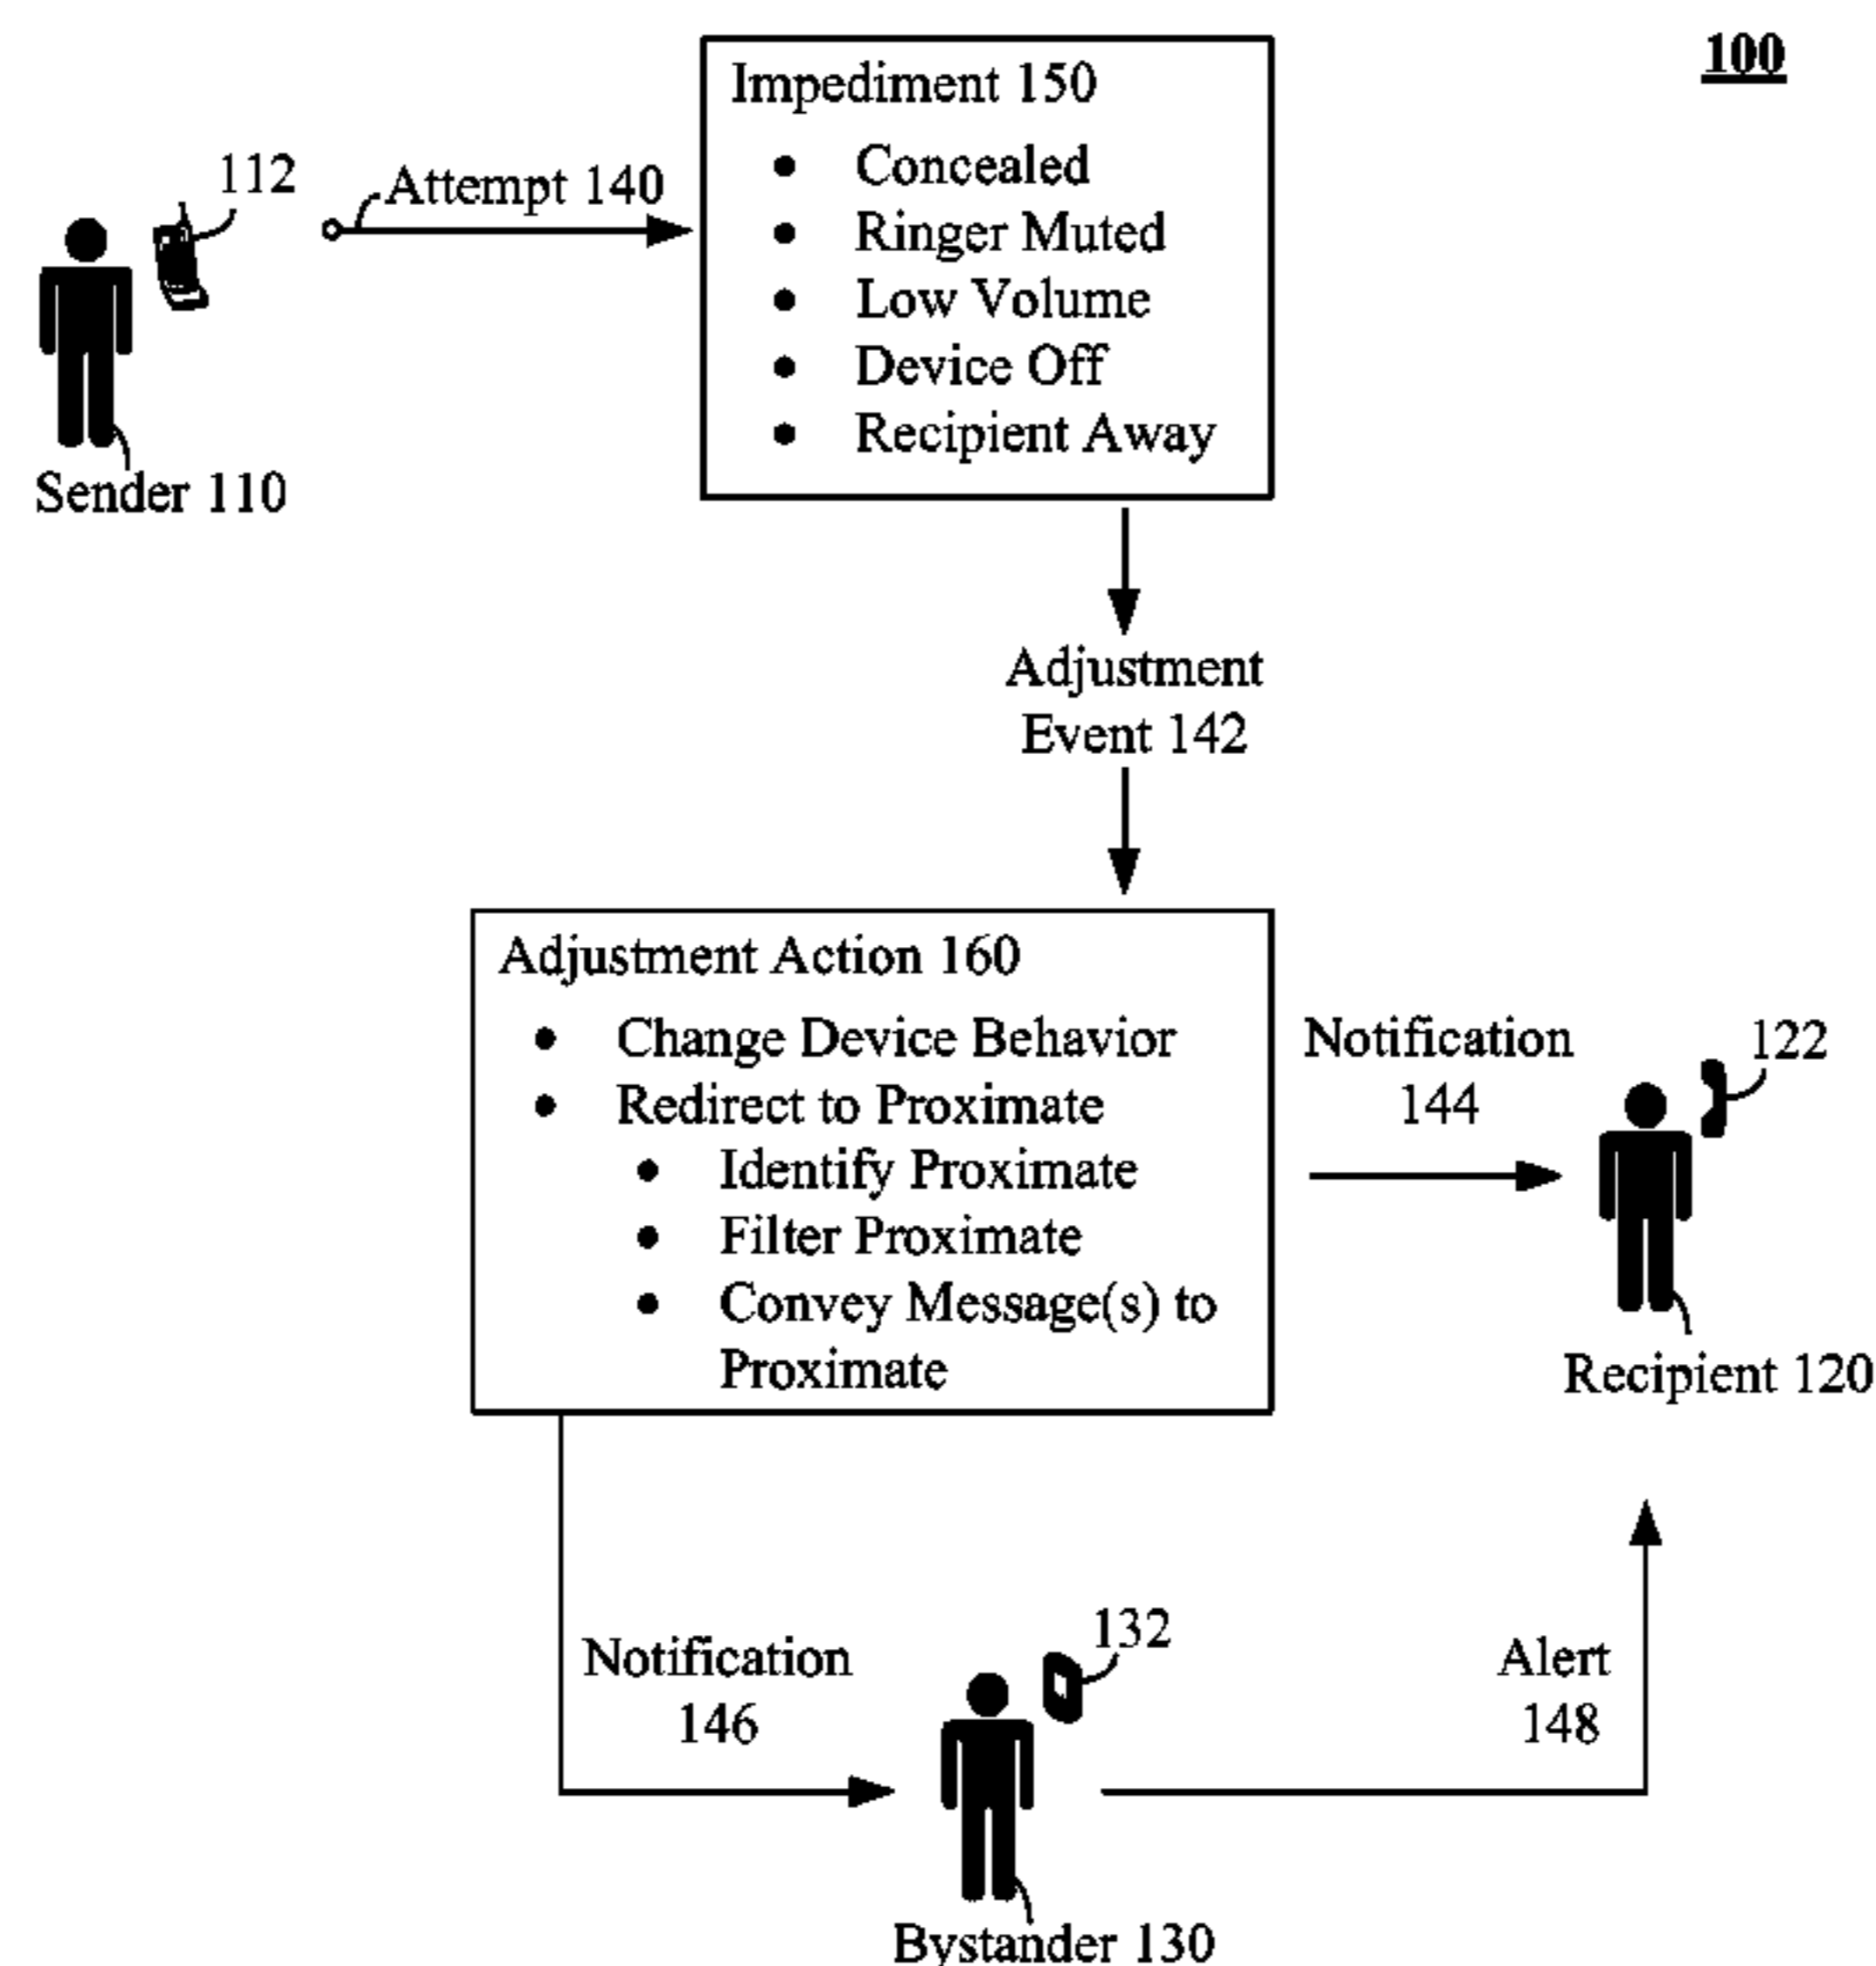 100
Impediment 150
• Concealed
• Ringer Muted
• Low Volume
• Device Off
• Recipient Away
112
Attempt 140
Sender 110
Adjustment
Event 142
Adjustment Action 160
• Change Device Behavior
• Redirect to Proximate
• Identify Proximate
• Filter Proximate
• Convey Message(s) to
Proximate
Notification
144
122
Recipient 120
Notification
146
132
Alert
148
Bystander 130